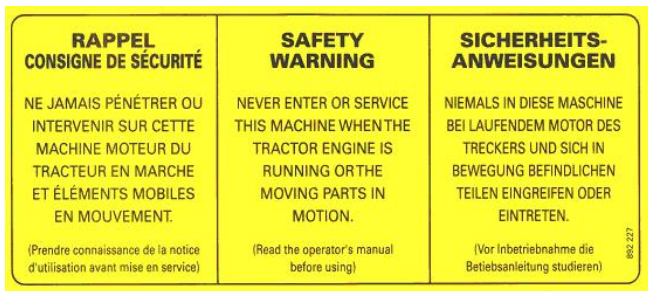 RAPPEL
CONSIGNE DE SÉCURITÉ
NE JAMAIS PÉNÉTRER OU
INTERVENIR SUR CETTE
MACHINE MOTEUR DU
TRACTEUR EN MARCHE
ET ÉLÉMENTS MOBILES
EN MOUVEMENT.
(Prendre connaissance de la notice
d'utilisation avant mise en service)
SAFETY
WARNING
NEVER ENTER OR SERVICE
THIS MACHINE WHEN THE
TRACTOR ENGINE IS
RUNNING OR THE
MOVING PARTS IN
MOTION.
(Read the operator's manual
before using)
SICHERHEITS-
ANWEISUNGEN
NIEMALS IN DIESE MASCHINE
BEI LAUFENDEM MOTOR DES
TRECKERS UND SICH IN
BEWEGUNG BEFINDLICHEN
TEILEN EINGREIFEN ODER
EINTRETEN.
(Vor Inbetriebnahme die
Betiebsanleitung studieren)
892 227